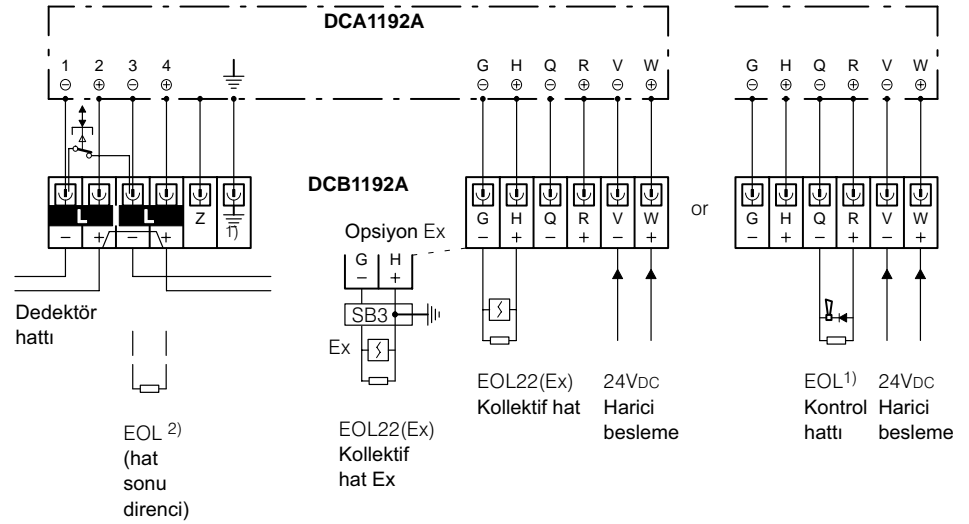 DCA1192A
1 2 3 4
G H Q R V W
G H Q R V W
DCB1192A
L L Z 1)
− + − +
G H Q R V W
− + − + − +
or
G H Q R V W
− + − + − +
Opsiyon Ex
G H
− +
SB3
Ex
Dedektör
hattı
EOL 2)
(hat
sonu
direnci)
EOL22(Ex)
Kollektif
hat Ex
EOL22(Ex)
Kollektif hat
24VDC
Harici
besleme
EOL1)
Kontrol
hattı
24VDC
Harici
besleme